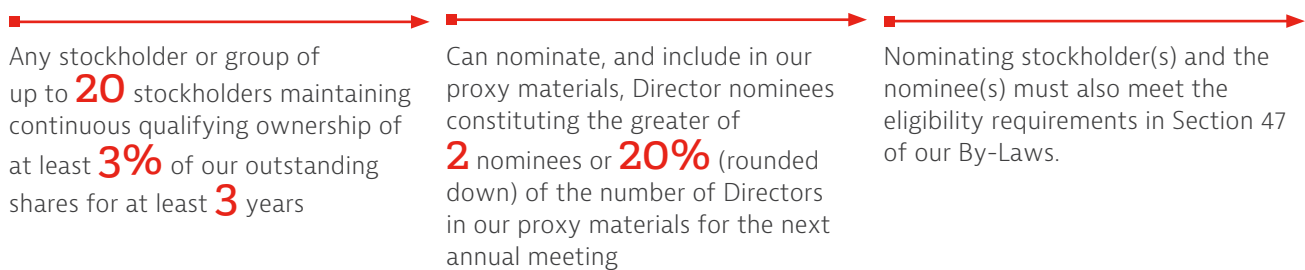 Any stockholder or group of
up to 20 stockholders maintaining
continuous qualifying ownership of
at least 3% of our outstanding
shares for at least 3 years
Can nominate, and include in our
proxy materials, Director nominees
constituting the greater of
2 nominees or 20% (rounded
down) of the number of Directors
in our proxy materials for the next
annual meeting
Nominating stockholder(s) and the
nominee(s) must also meet the
eligibility requirements in Section 47
of our By-Laws.